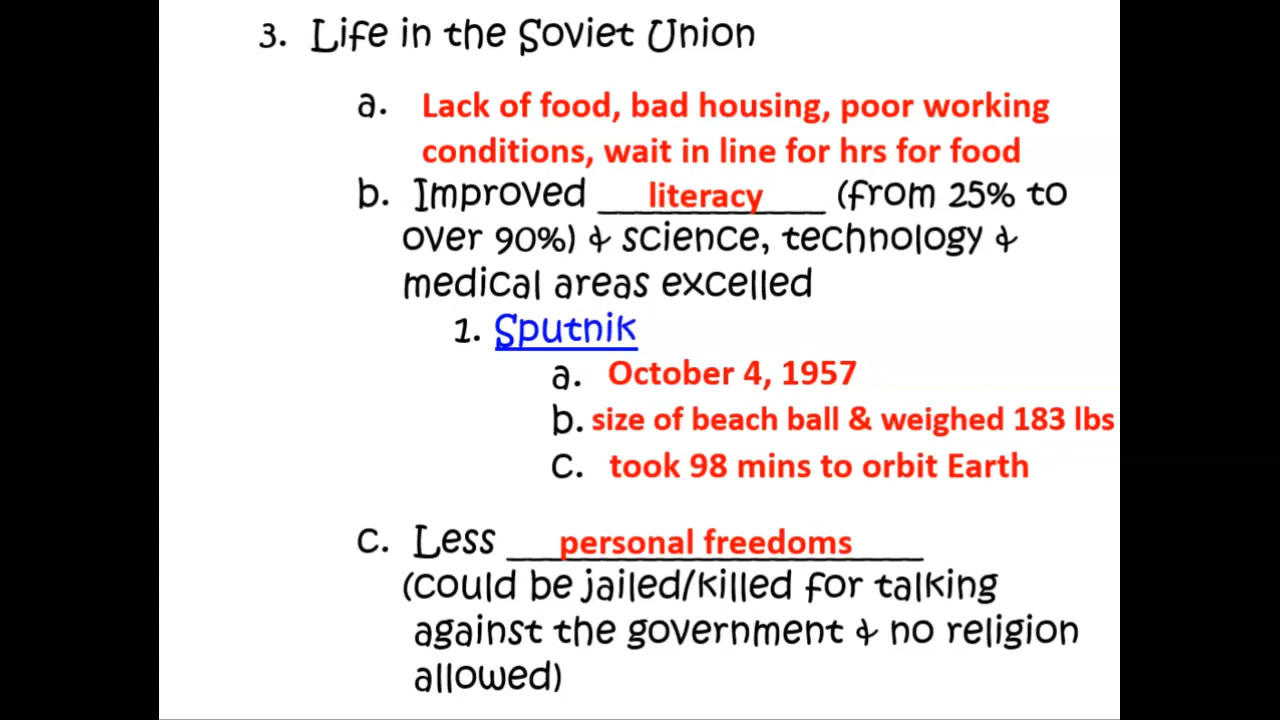 3. Life in the Soviet Union
a. Lack of food, bad housing, poor working
conditions, wait in line for hrs for food
b. Improved ___literacy___ (from 25% to
over 90%) & science, technology &
medical areas excelled
1. Sputnik
a. October 4, 1957
b. size of beach ball & weighed 183 lbs
c. took 98 mins to orbit Earth
c. Less ___personal freedoms___
(could be jailed/killed for talking
against the government & no religion
allowed)